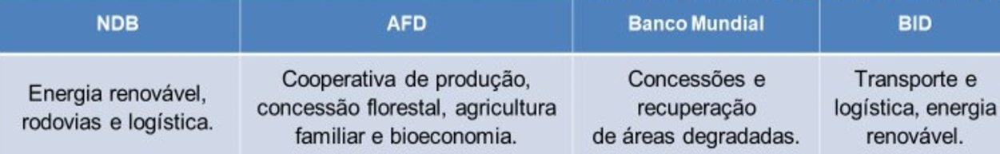 NDB
AFD
Banco Mundial
BID
Energia renovável,
rodovias e logística.
Cooperativa de produção,
concessão florestal, agricultura
familiar e bioeconomia.
Concessões e
recuperação
de áreas degradadas.
Transporte e
logística, energia
renovável.